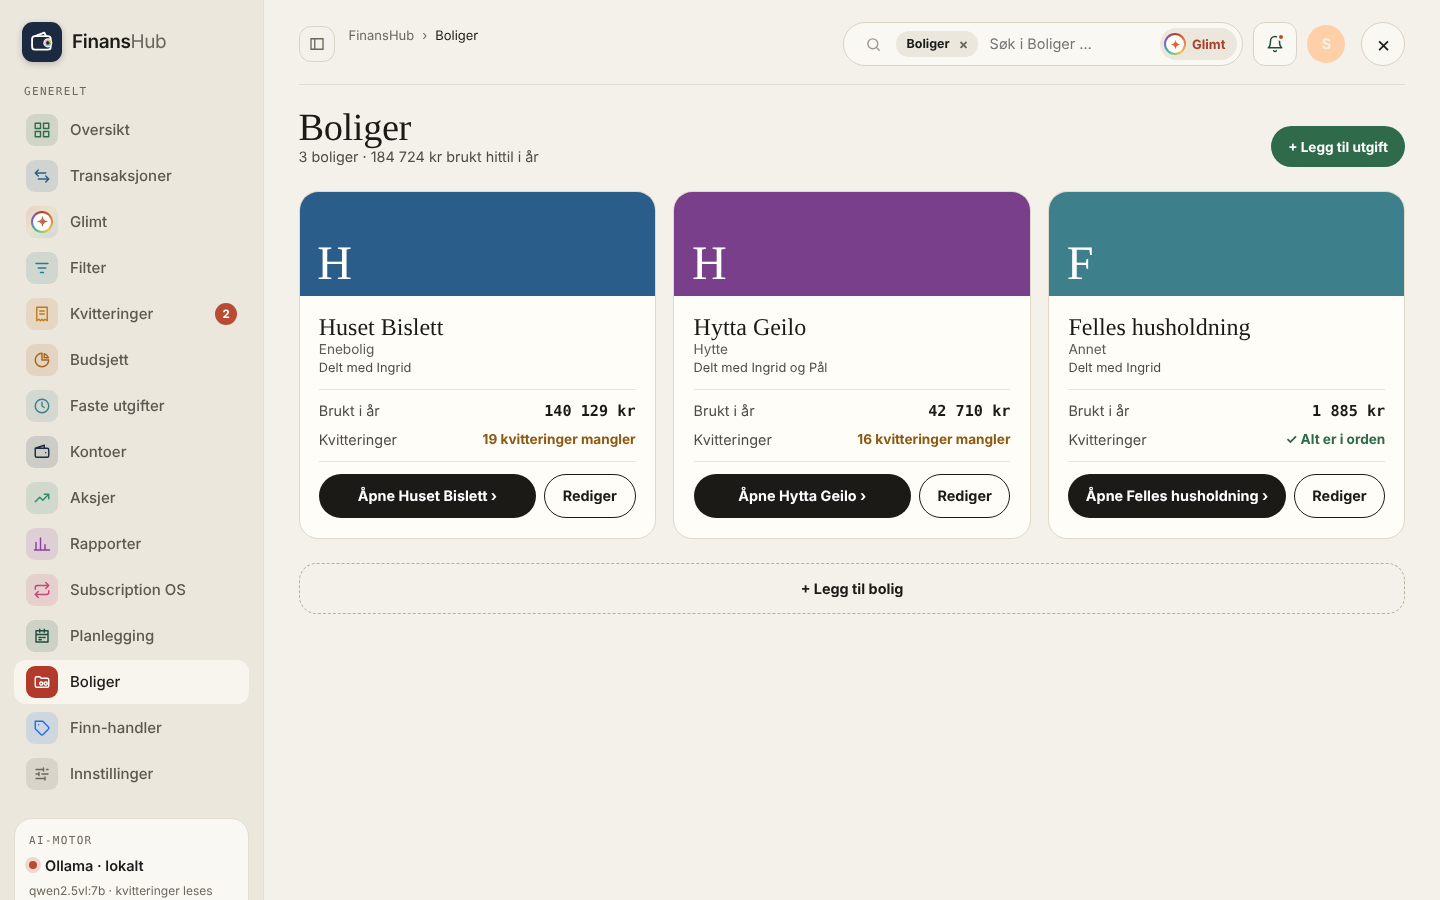 FinansHub
GENERELT
Oversikt
Transaksjoner
Glimt
Filter
Kvitteringer 2
Budsjett
Faste utgifter
Kontoer
Aksjer
Rapporter
Subscription OS
Planlegging
Boliger
Finn-handler
Innstillinger
AI-MOTOR
Ollama · lokalt
qwen2.5vl:7b · kvitteringer leses
FinansHub › Boliger
Boliger × Søk i Boliger ... Glimt
S
×
Boliger
3 boliger · 184 724 kr brukt hittil i år
+ Legg til utgift
H
Huset Bislett
Enebolig
Delt med Ingrid
Brukt i år 140 129 kr
Kvitteringer 19 kvitteringer mangler
Åpne Huset Bislett › Rediger
H
Hytta Geilo
Hytte
Delt med Ingrid og Pål
Brukt i år 42 710 kr
Kvitteringer 16 kvitteringer mangler
Åpne Hytta Geilo › Rediger
F
Felles husholdning
Annet
Delt med Ingrid
Brukt i år 1 885 kr
Kvitteringer ✓ Alt er i orden
Åpne Felles husholdning › Rediger
+ Legg til bolig